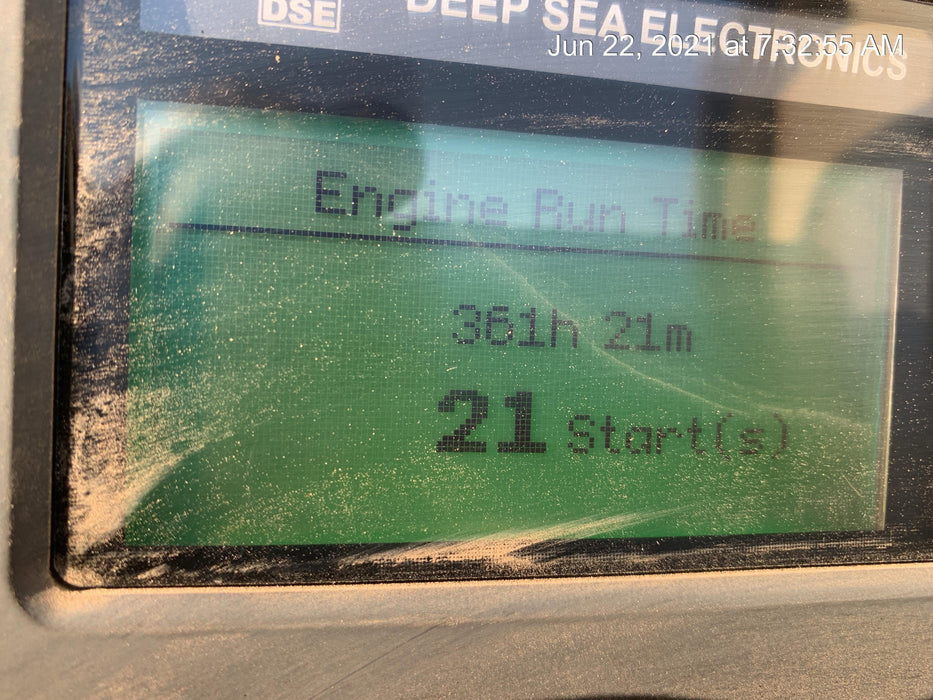 DSE DEEP SEA ELECTRONICS
Jun 22, 2021 at 7:32:55 AM
Engine Run Time
361h 21m
21 Start(s)